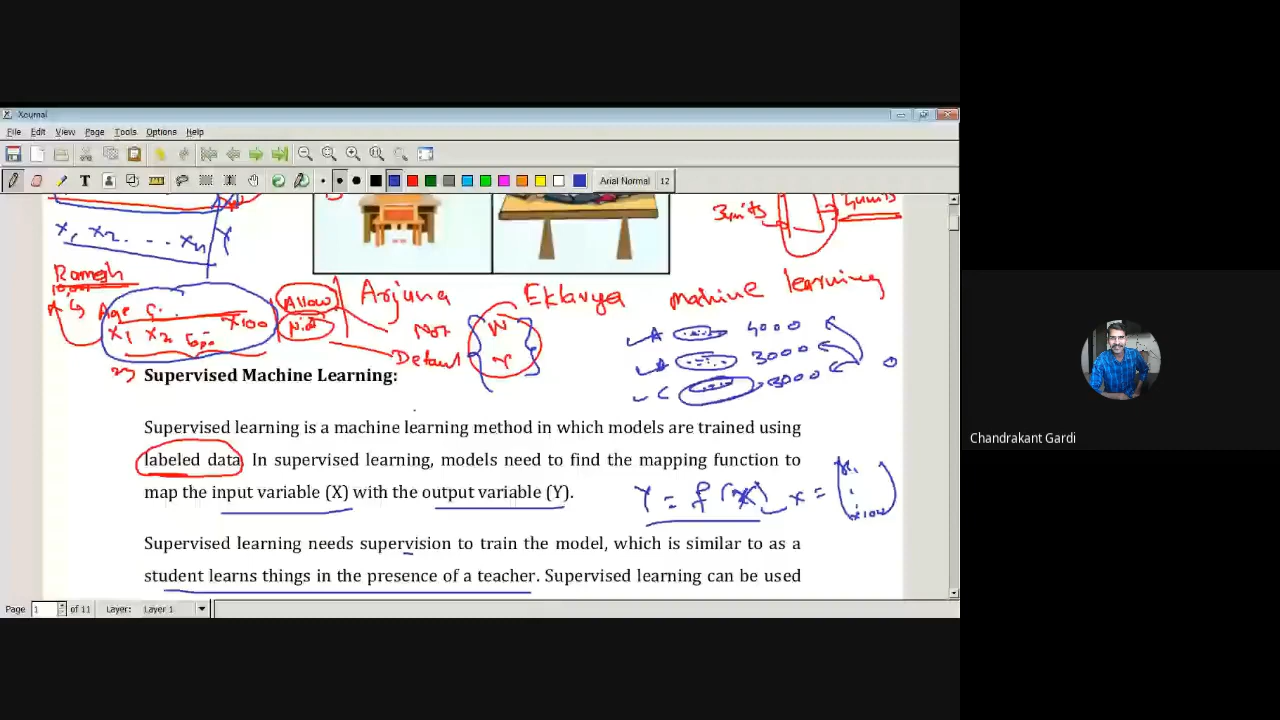 Xournal
File Edit View Page Tools Options Help
Arial Normal 12
3units
4units
x1 x2 . . . xn Y
Ramesh
Age
x1 x2 x100
Allow
Not
Arjuna
Eklavya
machine learning
Not
Default
A 4000
3000
C 3000
Supervised Machine Learning:
Supervised learning is a machine learning method in which models are trained using
labeled data. In supervised learning, models need to find the mapping function to
map the input variable (X) with the output variable (Y).
Y = f(X) x =
x1
x100
Supervised learning needs supervision to train the model, which is similar to as a
student learns things in the presence of a teacher. Supervised learning can be used
Page 1 of 11 Layer: Layer 1
Chandrakant Gardi